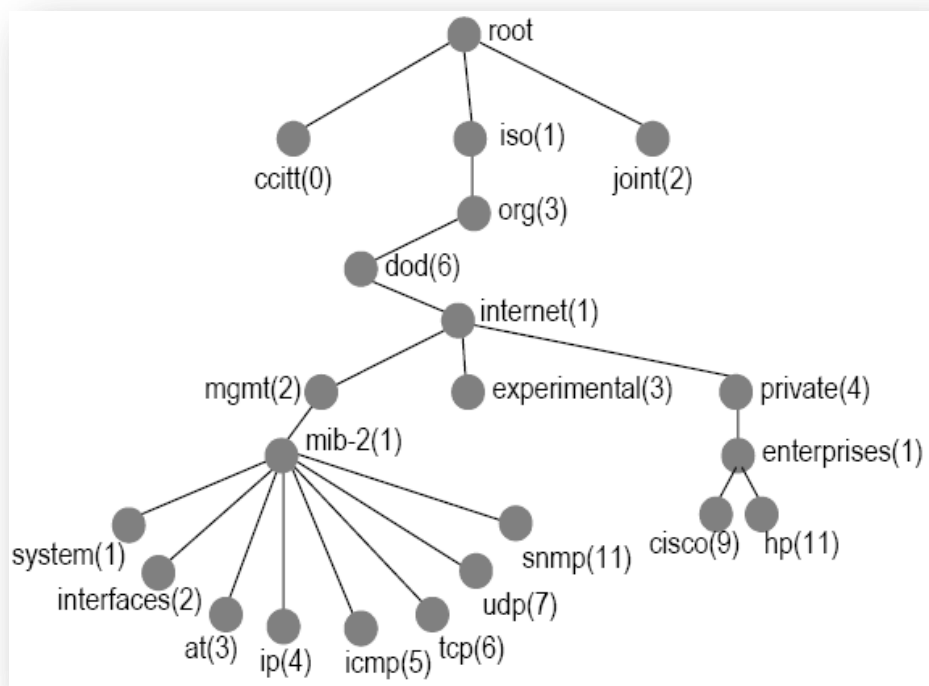 root
iso(1)
ccitt(0)
joint(2)
org(3)
dod(6)
internet(1)
mgmt(2)
experimental(3)
private(4)
mib-2(1)
enterprises(1)
system(1)
snmp(11)
cisco(9)
hp(11)
interfaces(2)
udp(7)
at(3)
ip(4)
icmp(5)
tcp(6)